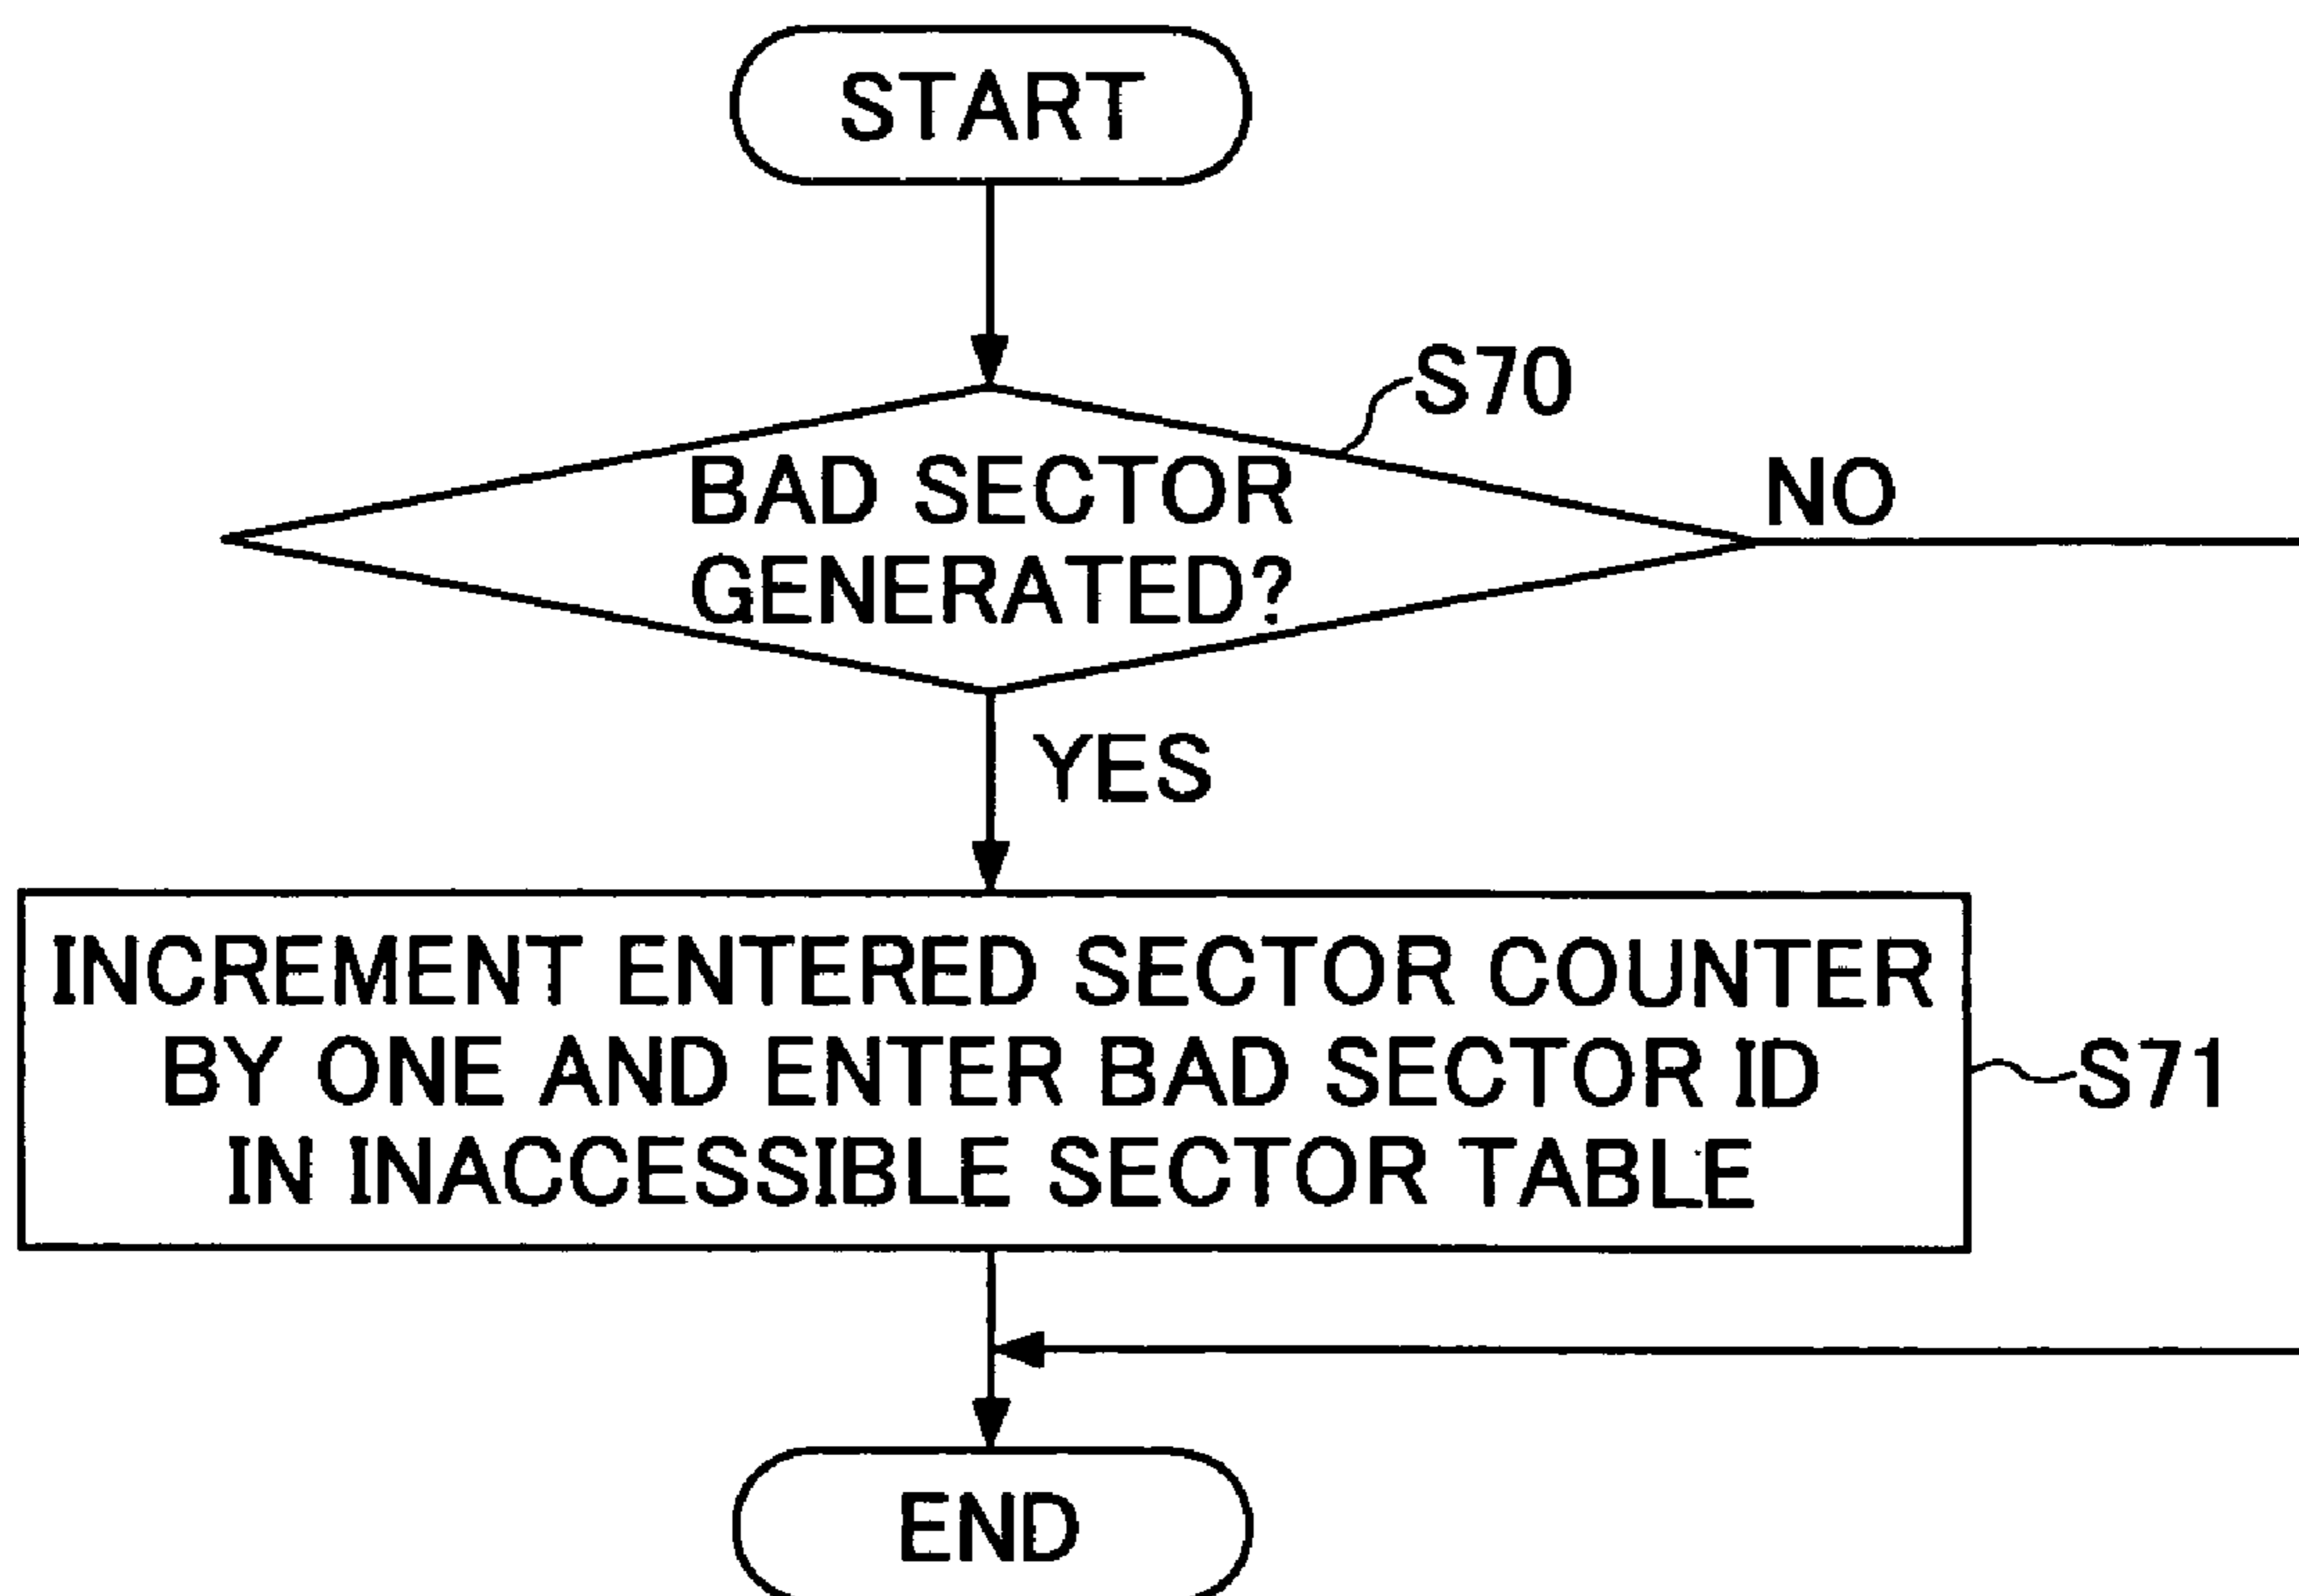 START
S70
BAD SECTOR
GENERATED?
NO
YES
INCREMENT ENTERED SECTOR COUNTER
BY ONE AND ENTER BAD SECTOR ID
IN INACCESSIBLE SECTOR TABLE
S71
END